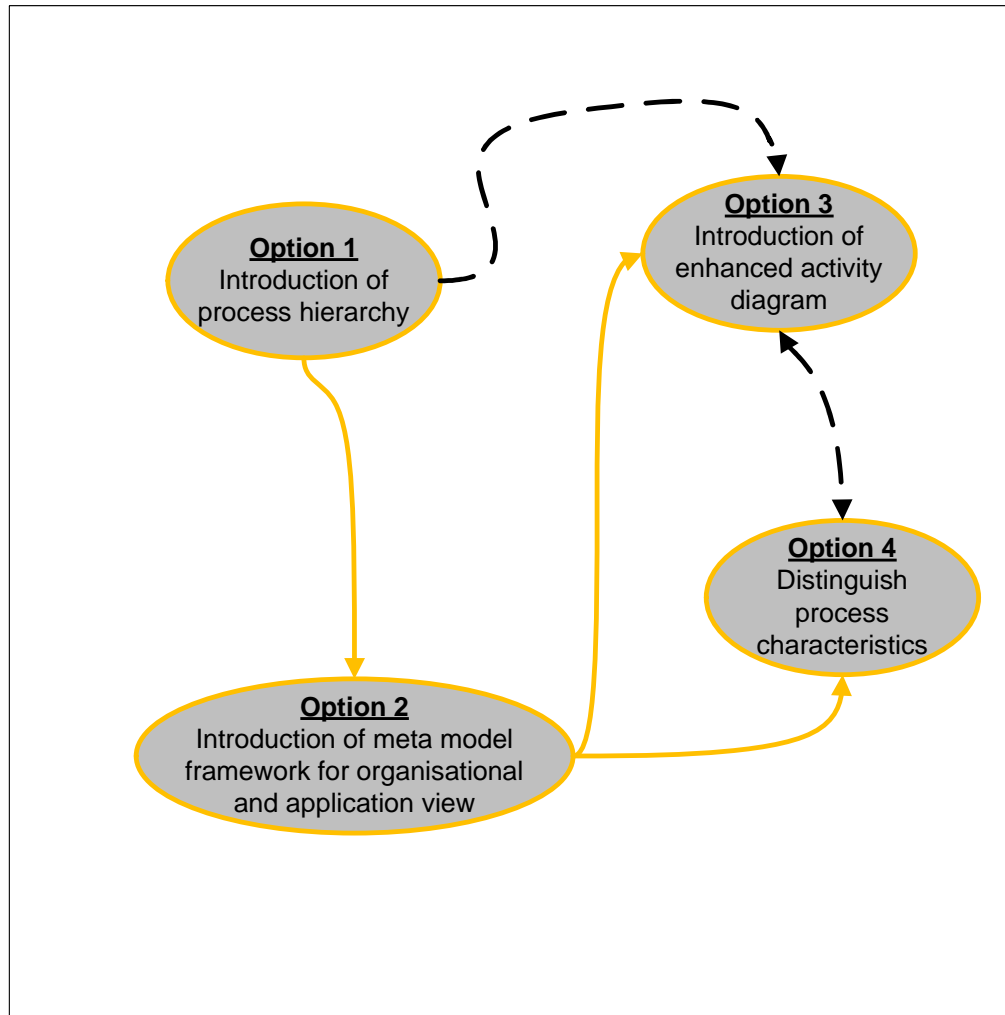 Option 1
Introduction of
process hierarchy
Option 3
Introduction of
enhanced activity
diagram
Option 4
Distinguish
process
characteristics
Option 2
Introduction of meta model
framework for organisational
and application view